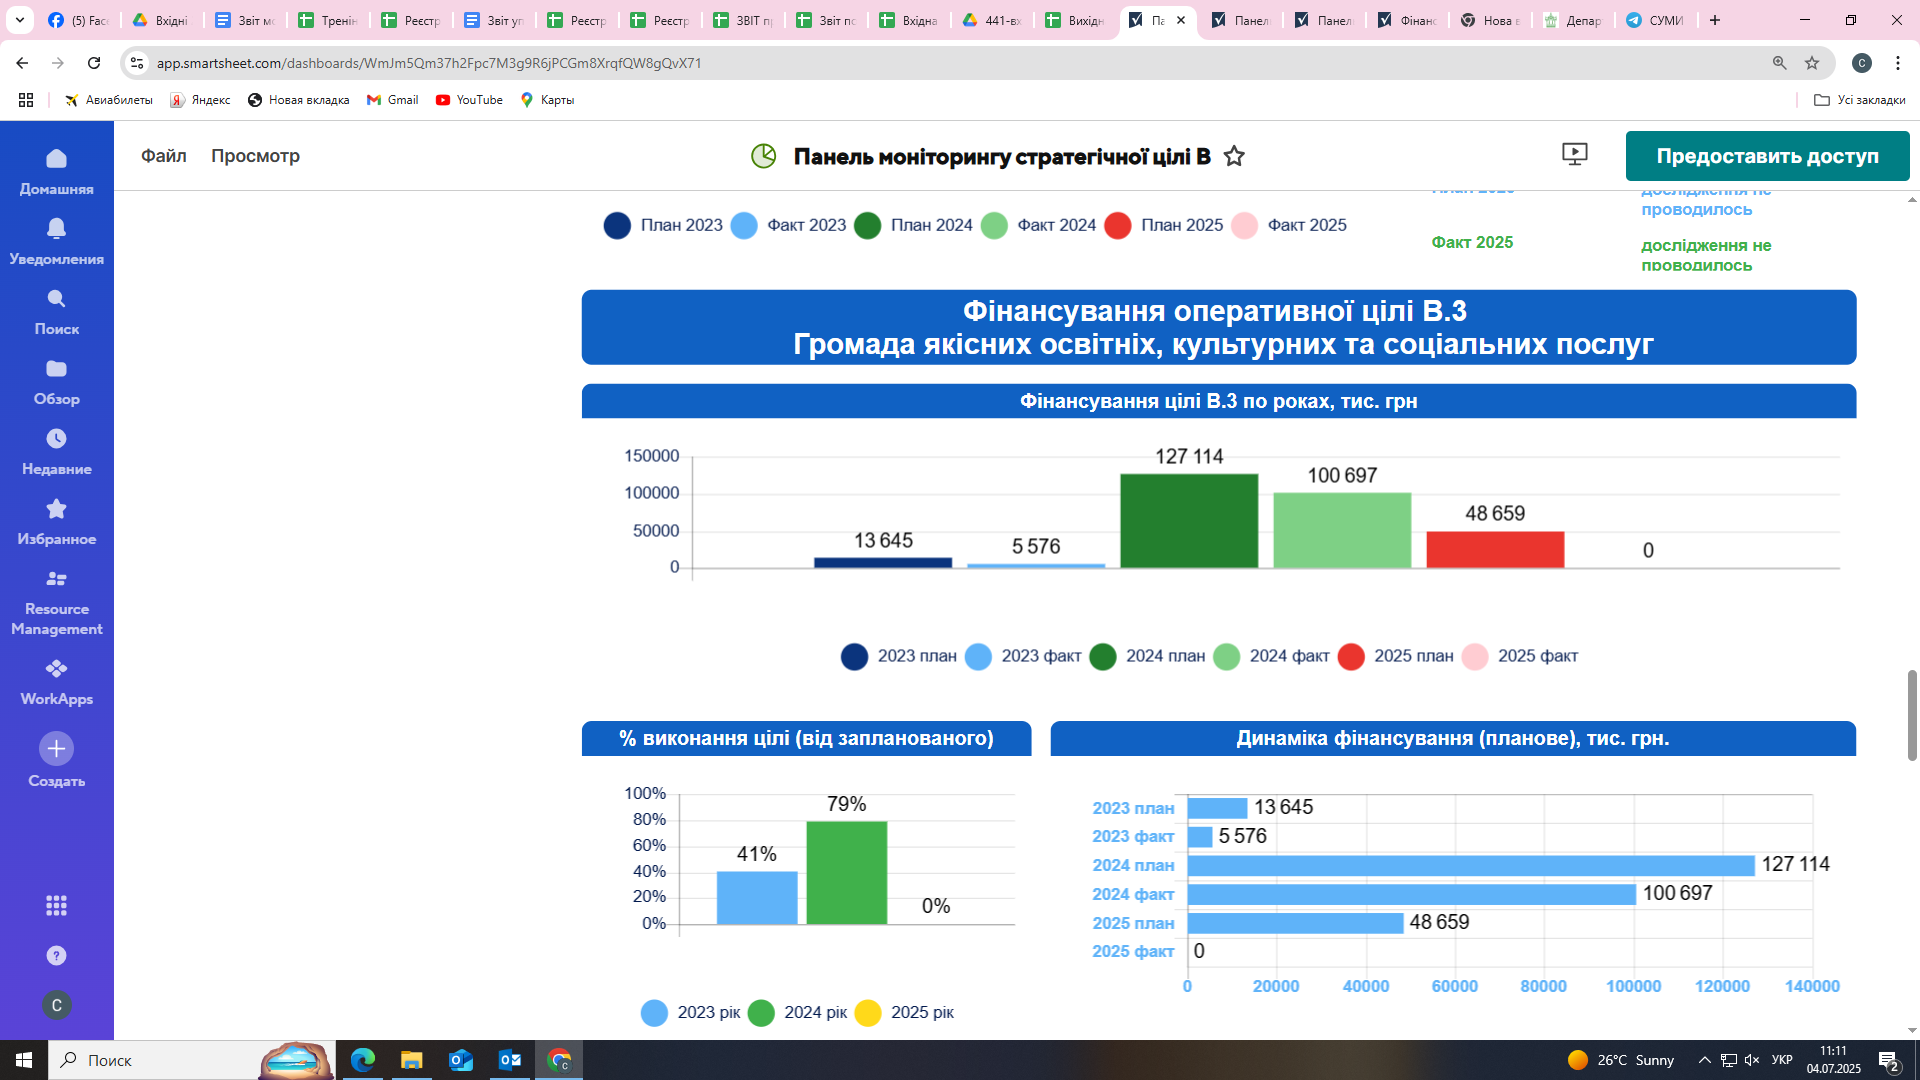 (5) Face
Вхідні
Звіт мо
Тренін
Реєстр
Звіт уп
Реєстр
Реєстр
ЗВІТ п
Звіт по
Вхідна
441-вх
Вихідн
Па
Панел
Панел
Фінанс
Нова в
Депар
СУМИ
app.smartsheet.com/dashboards/WmJm5Qm37h2Fpc7M3g9R6jPCGm8XrqfQW8gQvX71
C
Авиабилеты
Яндекс
Новая вкладка
Gmail
YouTube
Карты
Усі закладки
Файл
Просмотр
Панель моніторингу стратегічної цілі В
Предоставить доступ
Домашняя
Уведомления
Поиск
Обзор
Недавние
Избранное
Resource
Management
WorkApps
Создать
C
План 2023
Факт 2023
План 2024
Факт 2024
План 2025
Факт 2025
дослідження не
проводилось
Факт 2025
дослідження не
проводилось
Фінансування оперативної цілі В.3
Громада якісних освітніх, культурних та соціальних послуг
Фінансування цілі В.3 по роках, тис. грн
150000
100000
50000
0
13 645
5 576
127 114
100 697
48 659
0
2023 план
2023 факт
2024 план
2024 факт
2025 план
2025 факт
% виконання цілі (від запланованого)
100%
80%
60%
40%
20%
0%
41%
79%
0%
2023 рік
2024 рік
2025 рік
Динаміка фінансування (планове), тис. грн.
2023 план 13 645
2023 факт 5 576
2024 план 127 114
2024 факт 100 697
2025 план 48 659
2025 факт 0
0 20000 40000 60000 80000 100000 120000 140000
Поиск
26°C Sunny
УКР
11:11
04.07.2025
2